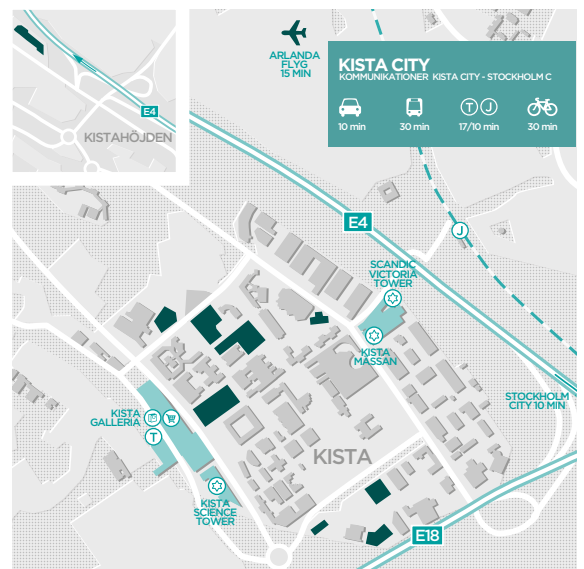 ARLANDA
FLYG
15 MIN
KISTA CITY
KOMMUNIKATIONER KISTA CITY - STOCKHOLM C
10 min
30 min
T J
17/10 min
30 min
E4
KISTAHÖJDEN
E4
J
SCANDIC
VICTORIA
TOWER
KISTA
MÄSSAN
STOCKHOLM
CITY 10 MIN
KISTA
GALLERIA
T
KISTA
KISTA
SCIENCE
TOWER
E18